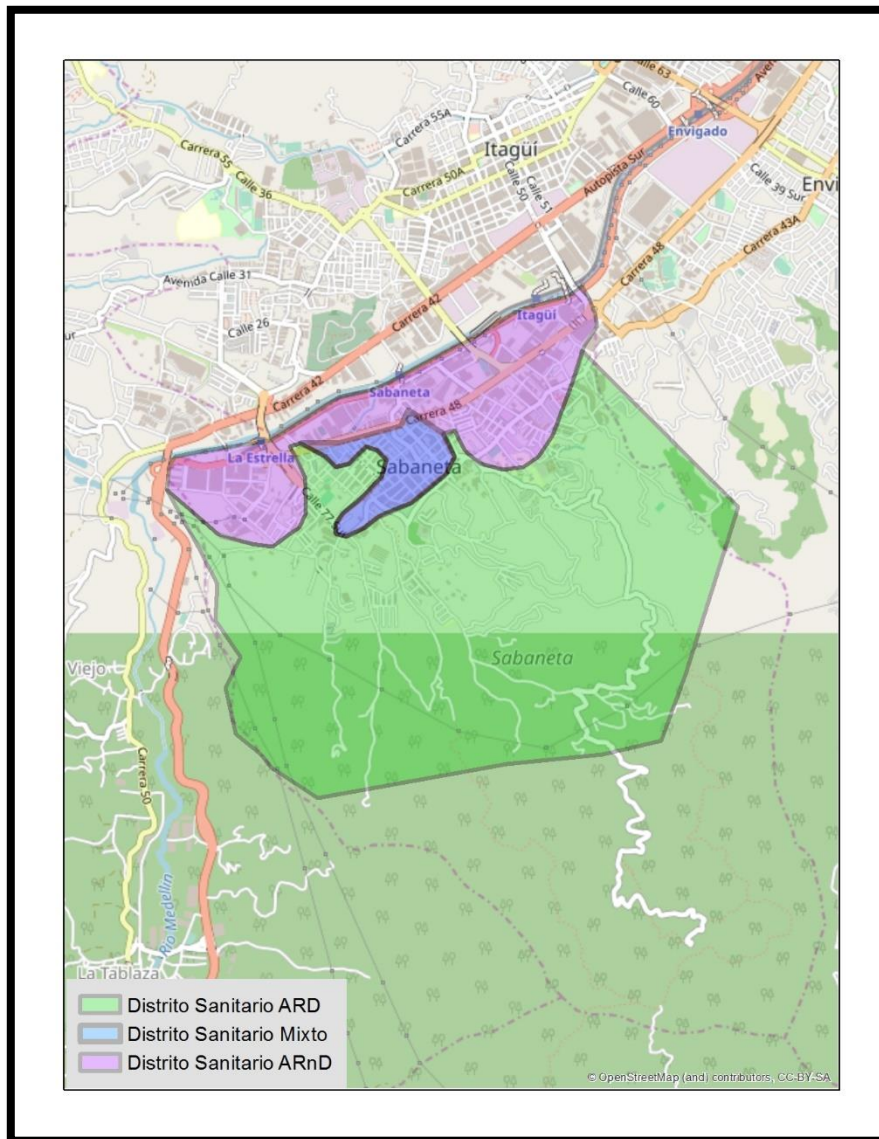 Calle 63
Aveni
Calle 60
Calle 55A
Envigado
Carrera 55
Itagüí
Autopista Sur
Carrera 50A
Calle 51
Calle 50
Calle 36
Calle 39 Sur
Envi
Carrera 43A
Carrera 48
Avenida Calle 31
Carrera 42
Itagüí
Calle 26
ur
Carrera 42
Sabaneta
Carrera 48
La Estrella
Sabaneta
Calle 77
Sabaneta
Viejo
Carrera 50
Río Medellín
La Tablaza
Distrito Sanitario ARD
Distrito Sanitario Mixto
Distrito Sanitario ARnD
© OpenStreetMap (and) contributors, CC-BY-SA